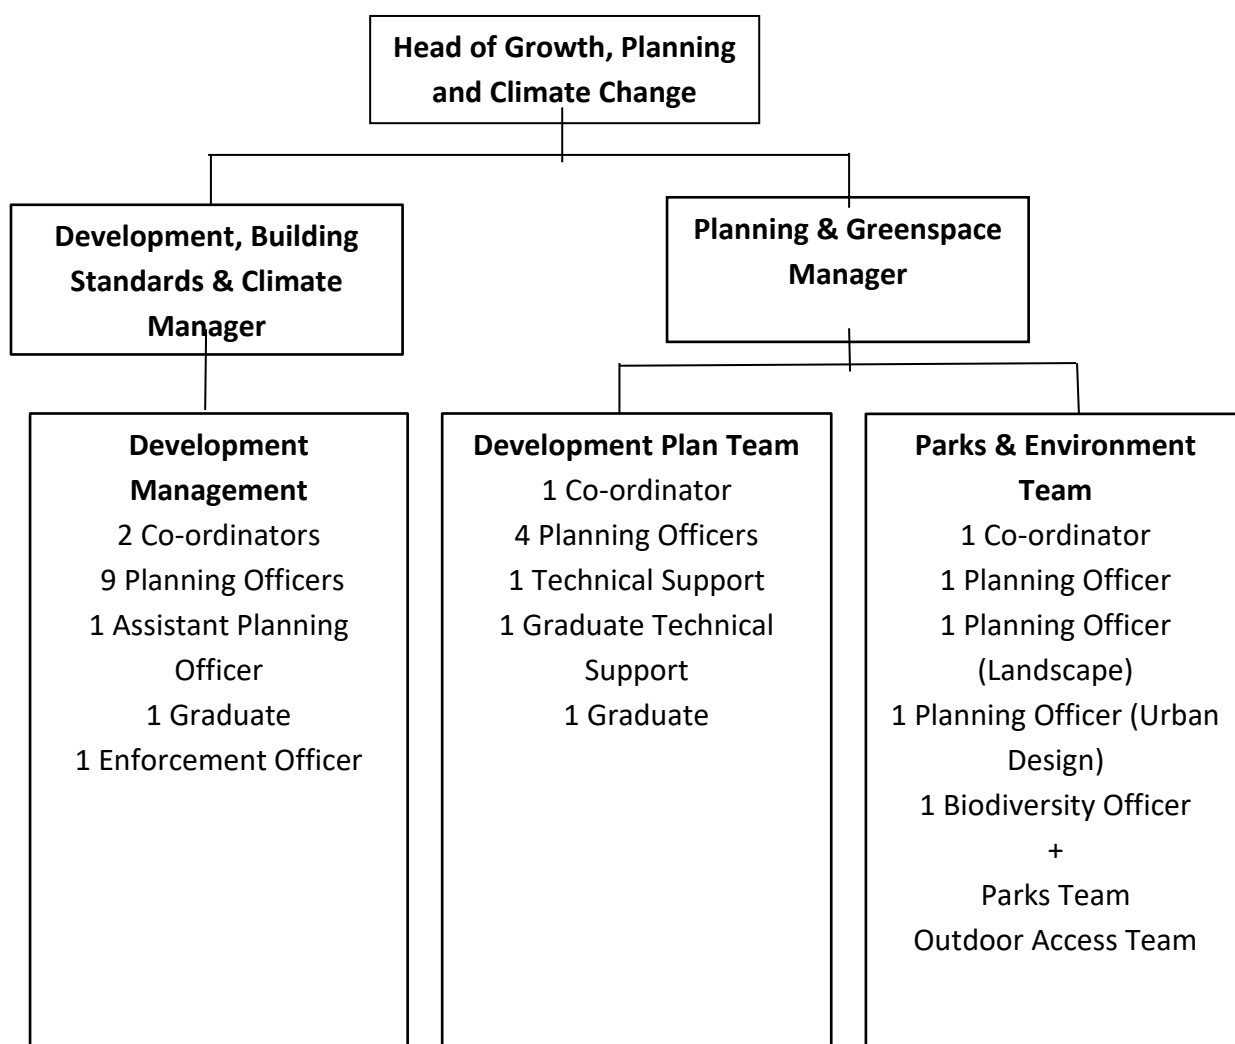 Head of Growth, Planning
and Climate Change
Development, Building
Standards & Climate
Manager
Planning & Greenspace
Manager
Development
Management
2 Co-ordinators
9 Planning Officers
1 Assistant Planning
Officer
1 Graduate
1 Enforcement Officer
Development Plan Team
1 Co-ordinator
4 Planning Officers
1 Technical Support
1 Graduate Technical
Support
1 Graduate
Parks & Environment
Team
1 Co-ordinator
1 Planning Officer
1 Planning Officer
(Landscape)
1 Planning Officer (Urban
Design)
1 Biodiversity Officer
+
Parks Team
Outdoor Access Team